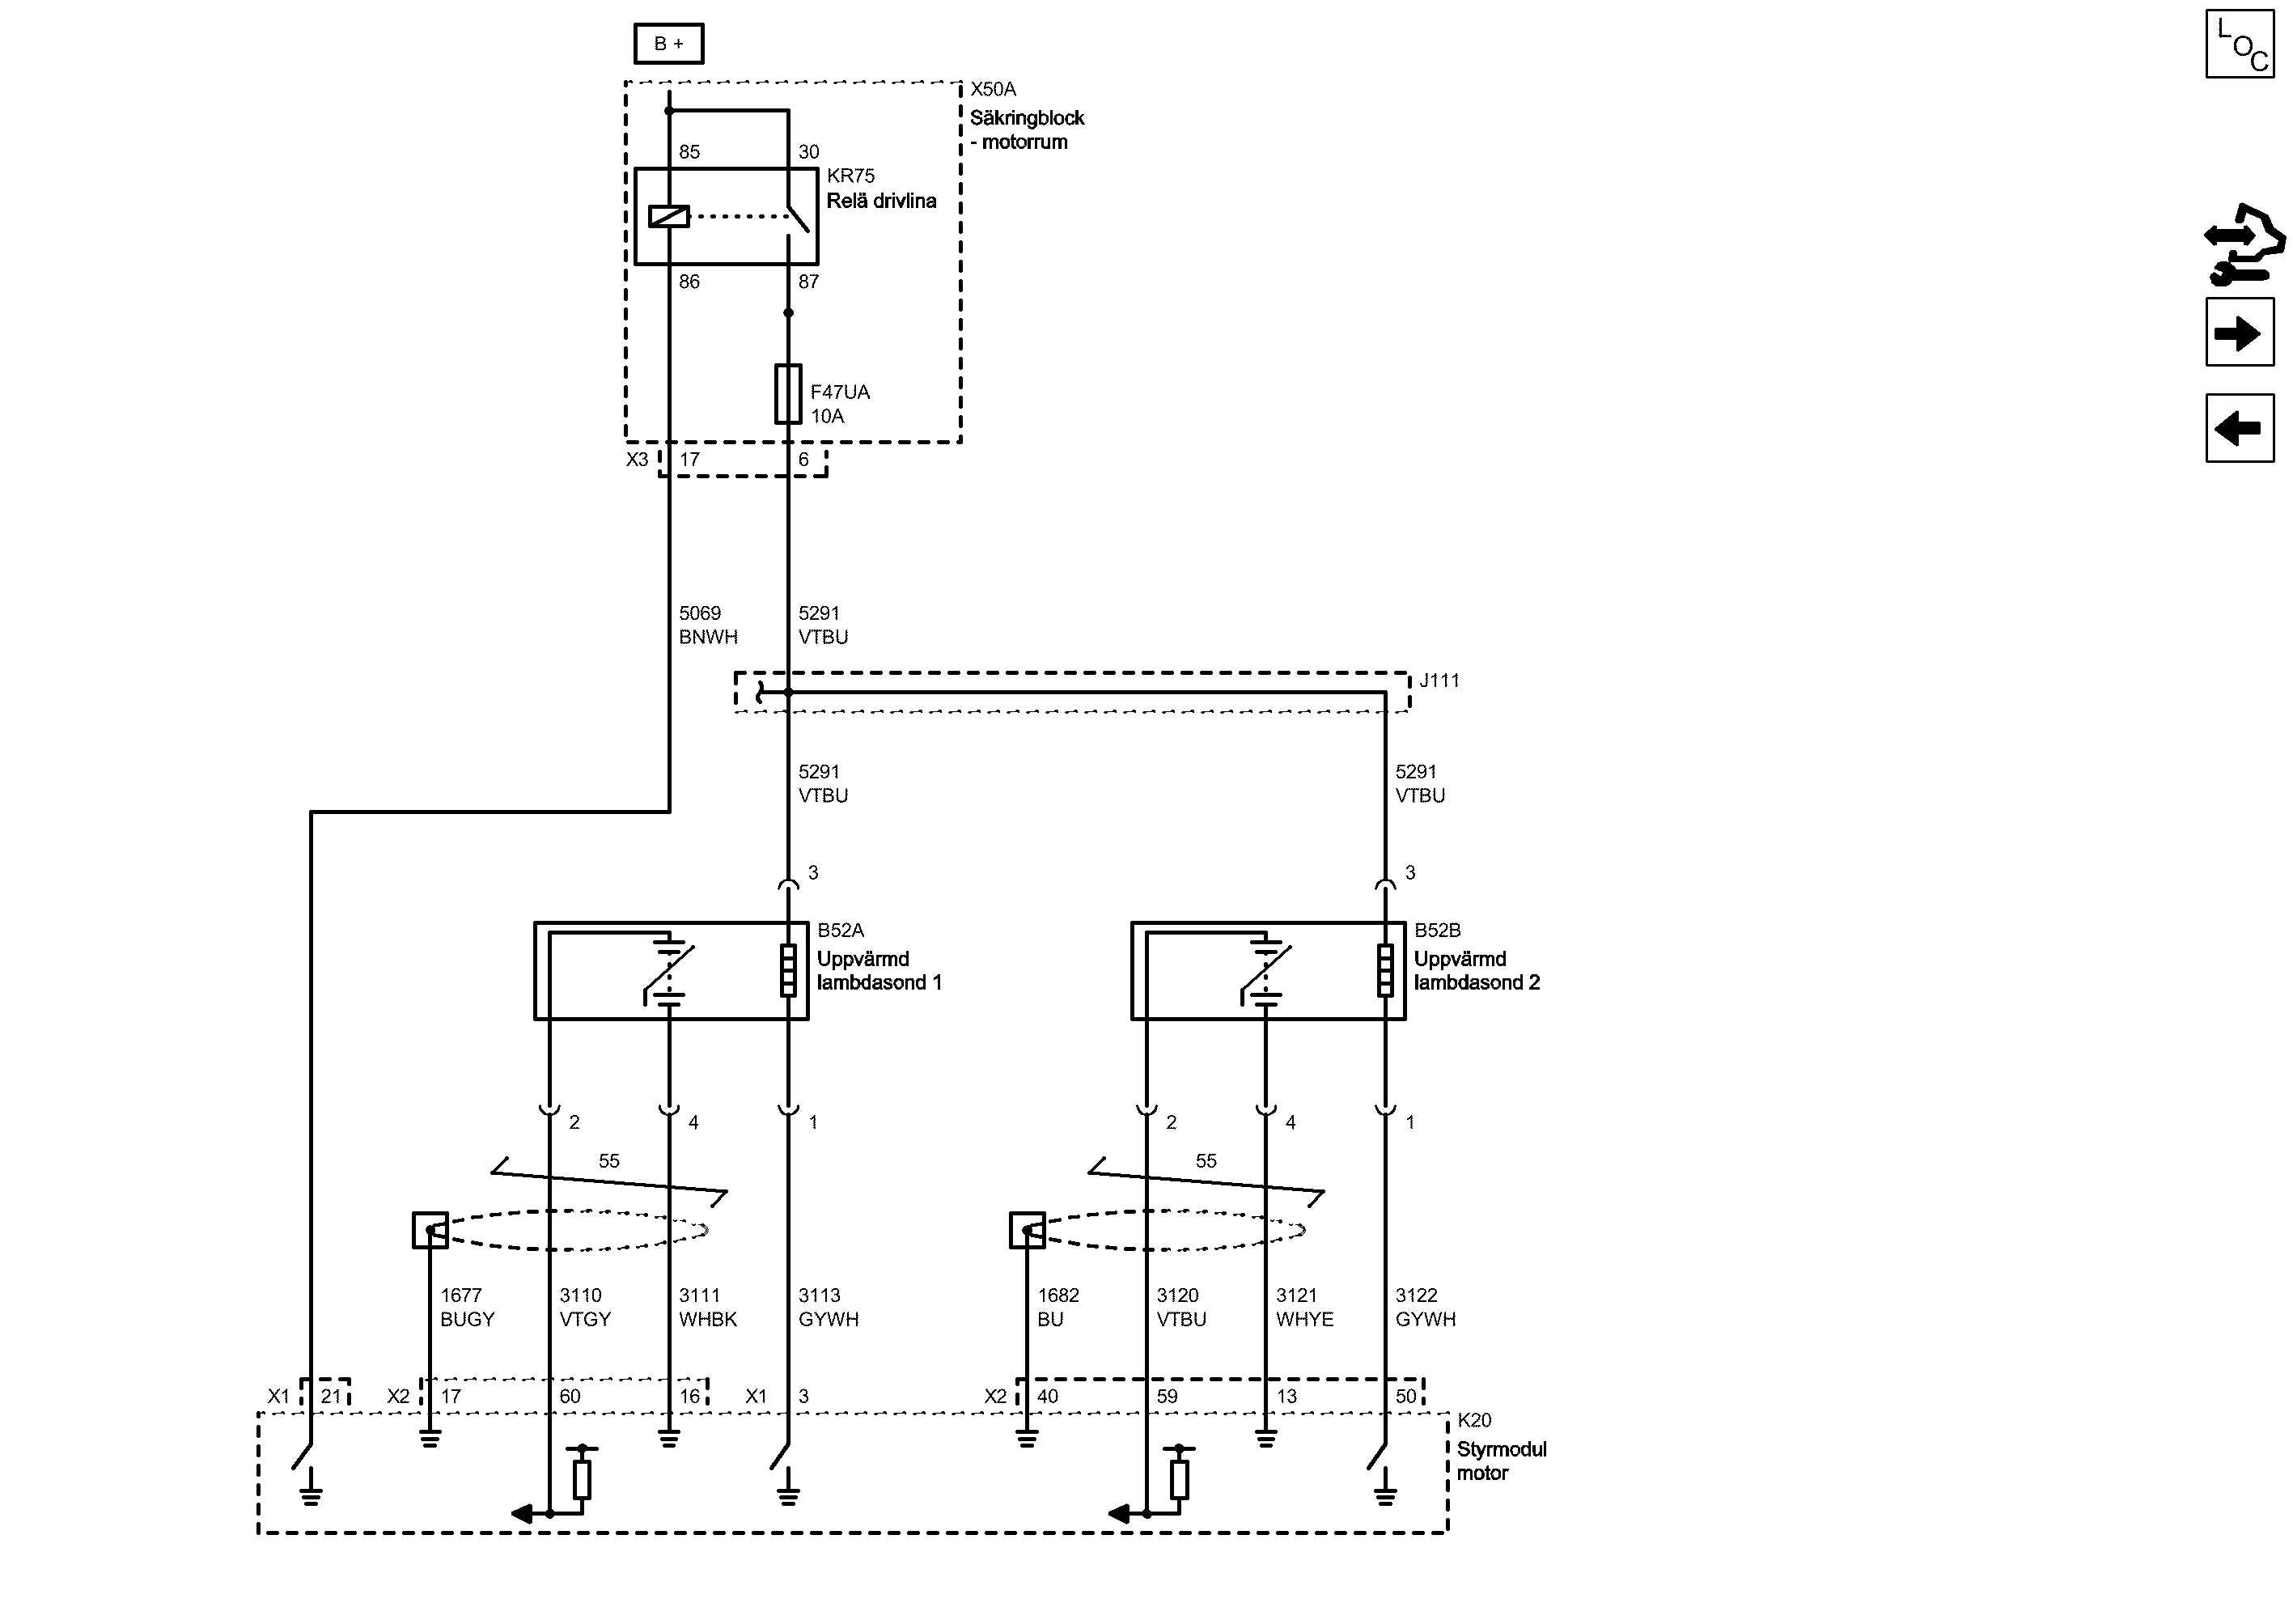 B +
LOC
X50A
Säkringblock
- motorrum
85
30
KR75
Relä drivlina
86
87
F47UA
10A
X3
17
6
5069
BNWH
5291
VTBU
J111
5291
VTBU
5291
VTBU
3
3
B52A
Uppvärmd
lambdasond 1
B52B
Uppvärmd
lambdasond 2
2
4
1
2
4
1
55
55
1677
BUGY
3110
VTGY
3111
WHBK
3113
GYWH
1682
BU
3120
VTBU
3121
WHYE
3122
GYWH
X1
21
X2
17
60
16
X1
3
X2
40
59
13
50
K20
Styrmodul
motor